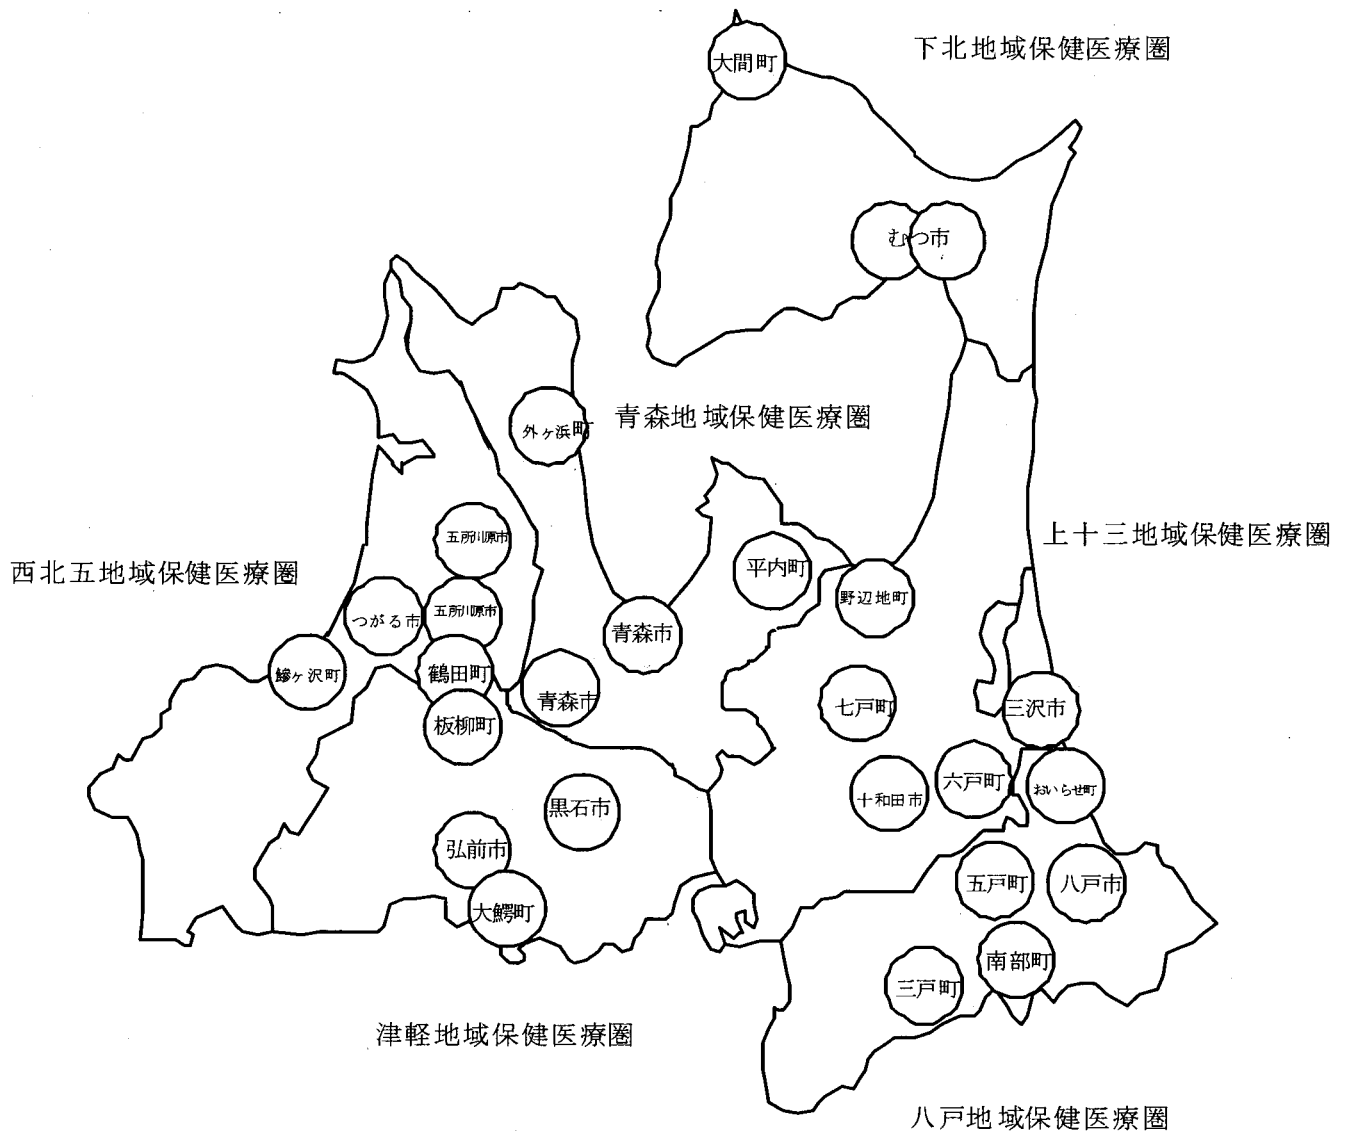 下北地域保健医療圏
大間町
むつ市
青森地域保健医療圏
外ヶ浜町
上十三地域保健医療圏
五所川原市
西北五地域保健医療圏
平内町
野辺地町
つがる市
五所川原市
青森市
鰺ヶ沢町
鶴田町
青森市
七戸町
三沢市
板柳町
六戸町
おいらせ町
十和田市
黒石市
弘前市
五戸町
八戸市
大鰐町
南部町
三戸町
津軽地域保健医療圏
八戸地域保健医療圏